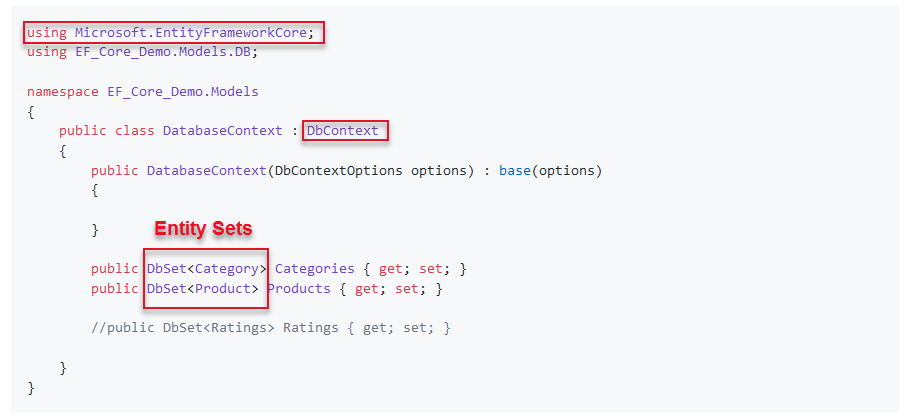 using Microsoft.EntityFrameworkCore;
using EF_Core_Demo.Models.DB;
namespace EF_Core_Demo.Models
{
public class DatabaseContext : DbContext
{
public DatabaseContext(DbContextOptions options) : base(options)
{
}
Entity Sets
public DbSet<Category> Categories { get; set; }
public DbSet<Product> Products { get; set; }
//public DbSet<Ratings> Ratings { get; set; }
}
}